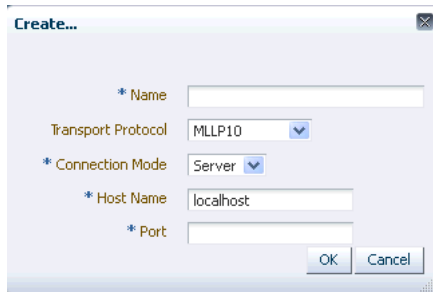 Create...
* Name
Transport Protocol MLLP10
* Connection Mode Server
* Host Name localhost
* Port
OK Cancel